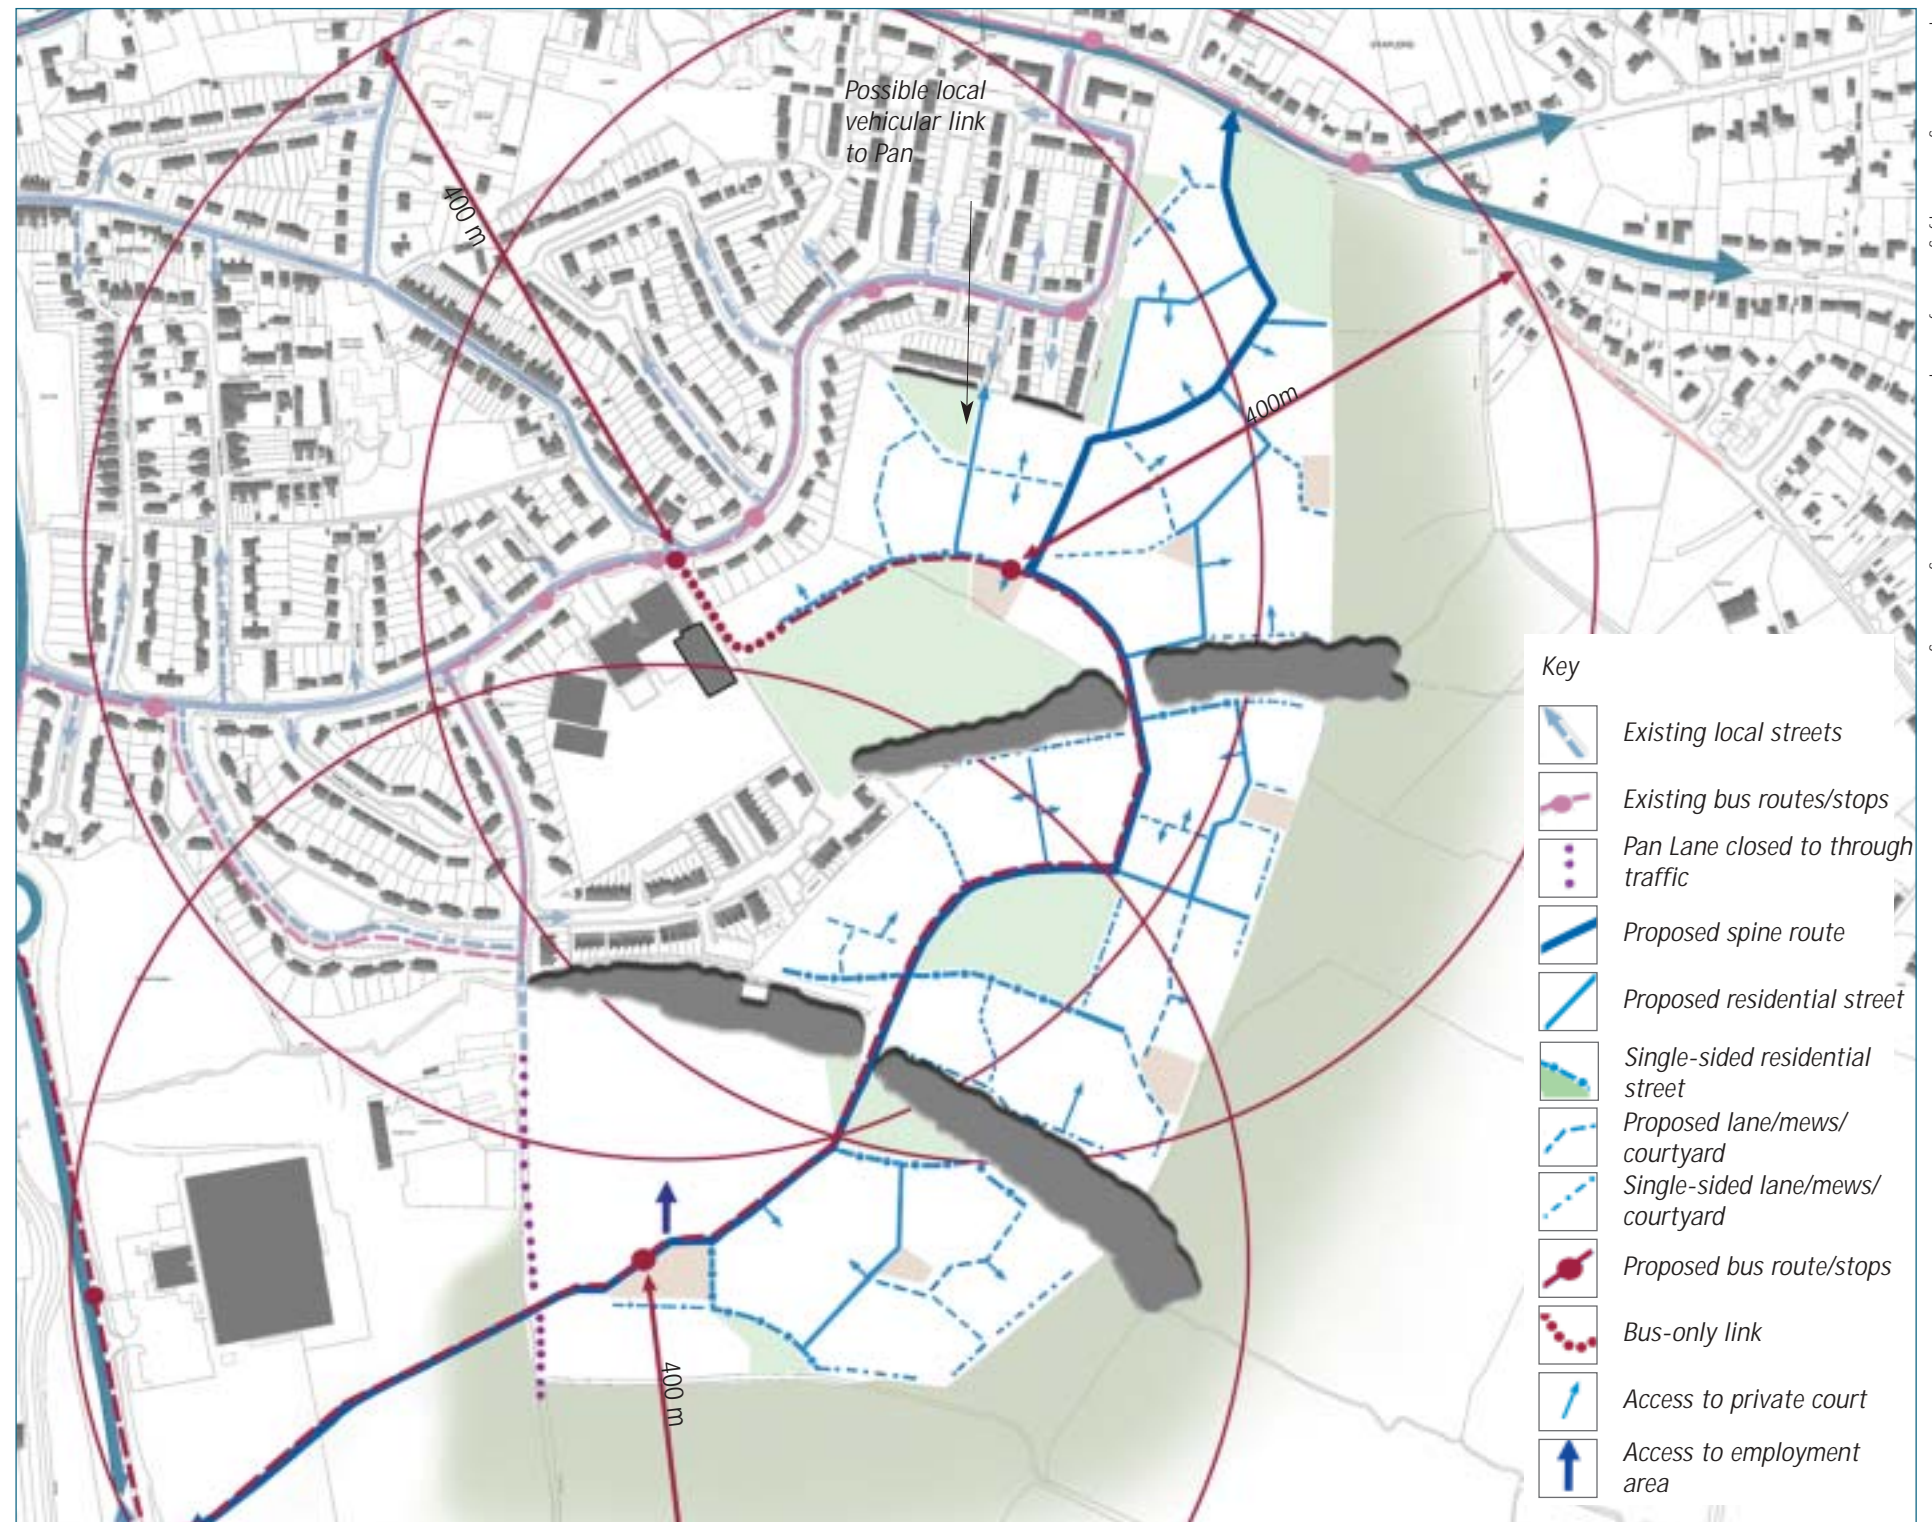 Possible local
vehicular link
to Pan
400 m
400m
400 m
Key
Existing local streets
Existing bus routes/stops
Pan Lane closed to through
traffic
Proposed spine route
Proposed residential street
Single-sided residential
street
Proposed lane/mews/
courtyard
Single-sided lane/mews/
courtyard
Proposed bus route/stops
Bus-only link
Access to private court
Access to employment
area